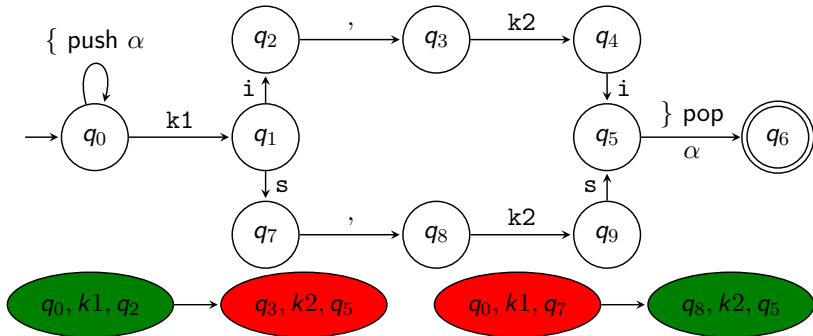 { push α
q₀
k1
q₁
i
q₂
,
q₃
k2
q₄
i
q₅
} pop
α
q₆
s
q₇
,
q₈
k2
q₉
s
q₀, k1, q₂
q₃, k2, q₅
q₀, k1, q₇
q₈, k2, q₅